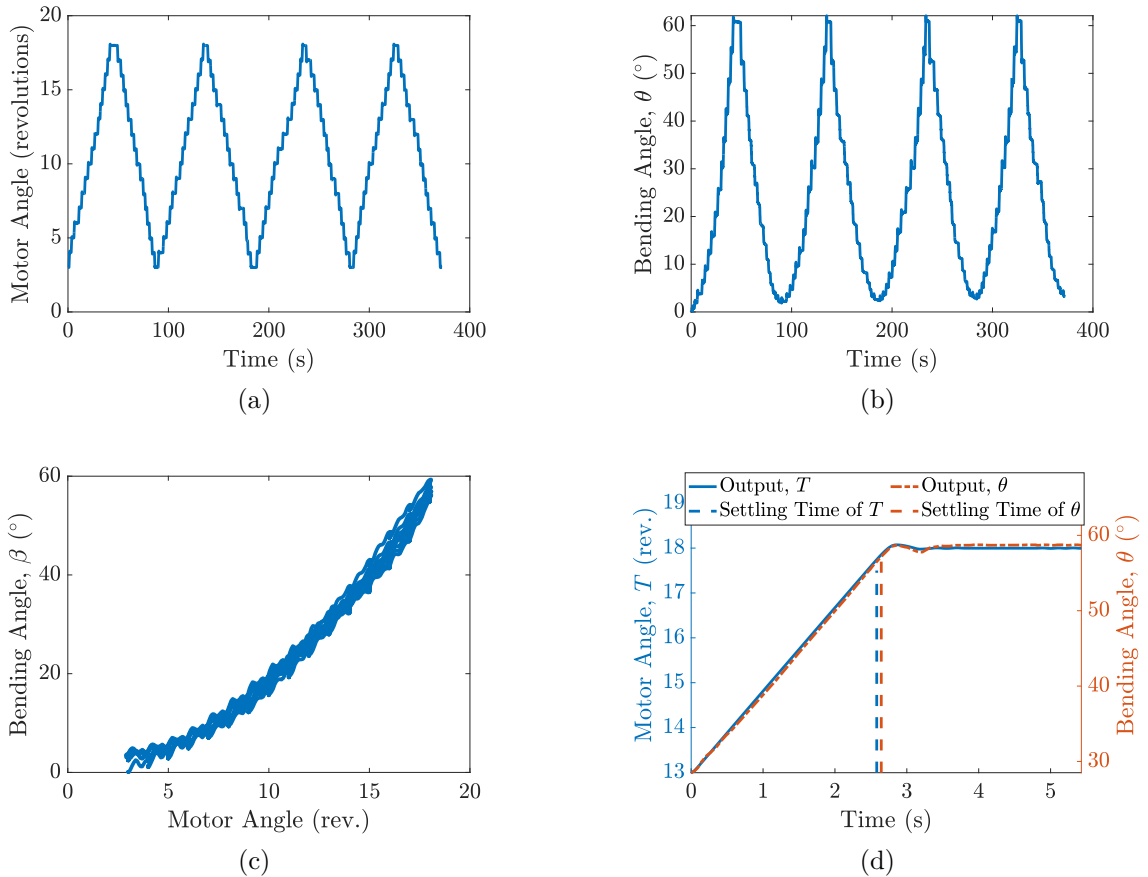 20
15
10
5
0
0
100
200
300
400
Motor Angle (revolutions)
Time (s)
(a)
60
50
40
30
20
10
0
0
100
200
300
400
Bending Angle, θ (°)
Time (s)
(b)
60
40
20
0
0
5
10
15
20
Bending Angle, β (°)
Motor Angle (rev.)
(c)
Output, T
Output, θ
Settling Time of T
Settling Time of θ
19
18
17
16
15
14
13
0
1
2
3
4
5
60
50
40
30
Motor Angle, T (rev.)
Bending Angle, θ (°)
Time (s)
(d)